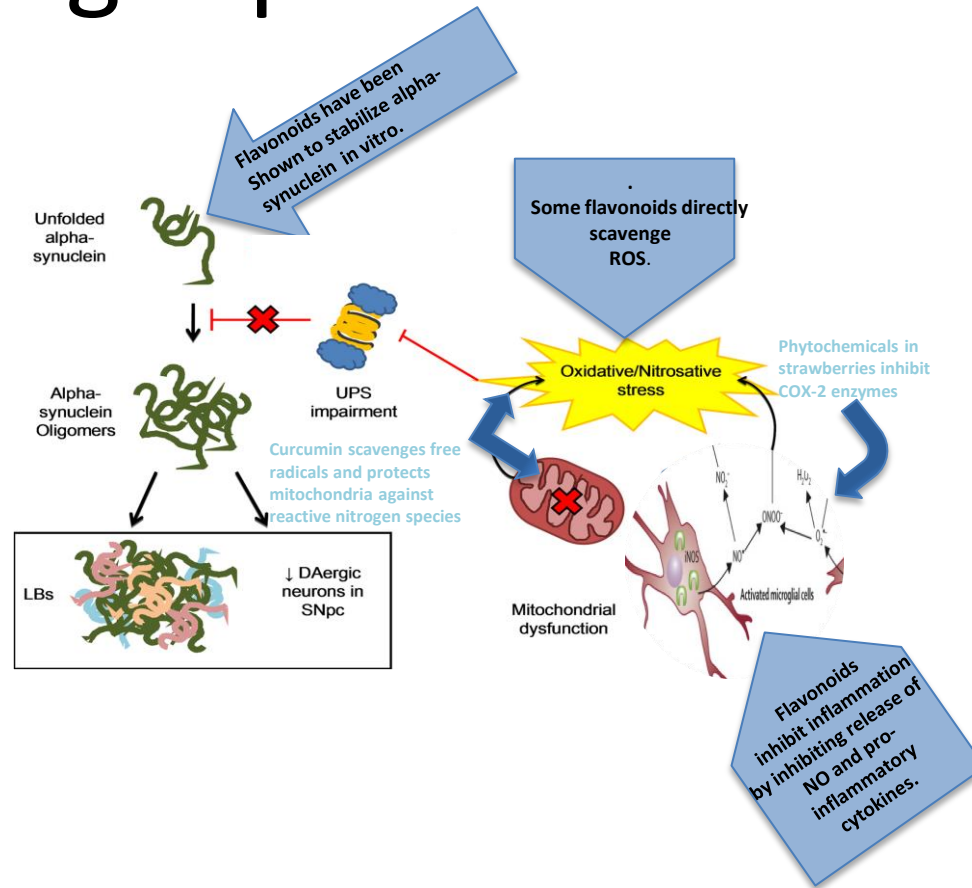 Flavonoids have been
Shown to stabilize alpha-
synuclein in vitro.
.
Some flavonoids directly
scavenge
ROS.
Unfolded
alpha-
synuclein
Oxidative/Nitrosative
stress
Phytochemicals in
strawberries inhibit
COX-2 enzymes
UPS
impairment
Alpha-
synuclein
Oligomers
Curcumin scavenges free
radicals and protects
mitochondria against
reactive nitrogen species
NO₂⁻
H₂O₂
ONOO⁻
O₂•⁻
iNOS
NO•
Activated microglial cells
LBs
↓ DAergic
neurons in
SNpc
Mitochondrial
dysfunction
Flavonoids
inhibit inflammation
by inhibiting release of
NO and pro-
inflammatory
cytokines.